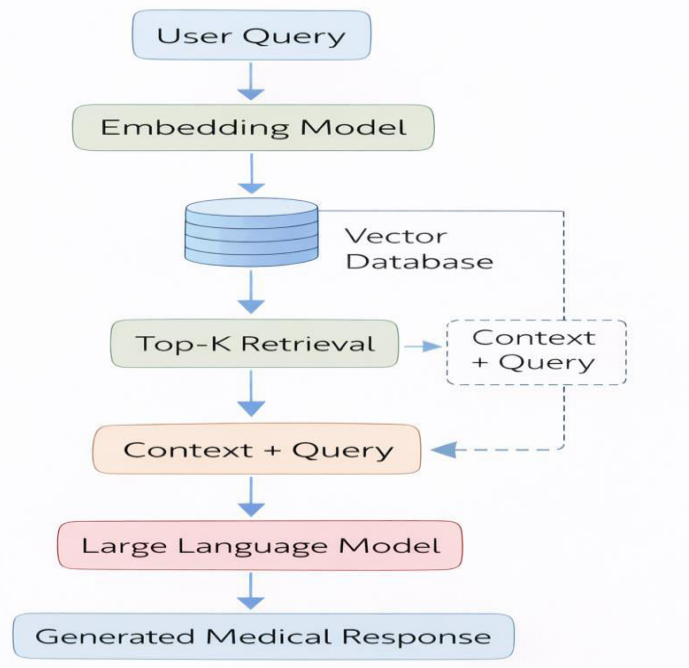 User Query
Embedding Model
Vector
Database
Top-K Retrieval
Context
+ Query
Context + Query
Large Language Model
Generated Medical Response